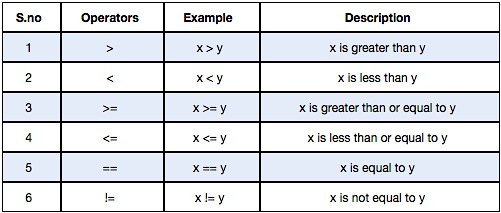 S.no Operators Example Description
1 > x > y x is greater than y
2 < x < y x is less than y
3 >= x >= y x is greater than or equal to y
4 <= x <= y x is less than or equal to y
5 == x == y x is equal to y
6 != x != y x is not equal to y